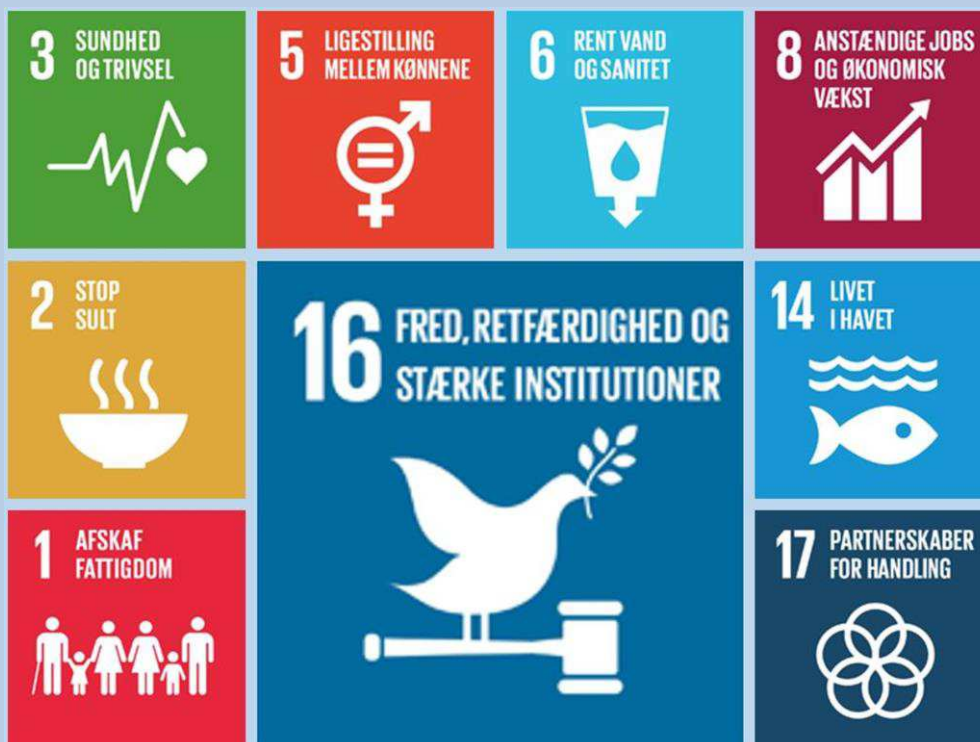 3 SUNDHED
OG TRIVSEL
5 LIGESTILLING
MELLEM KØNNENE
6 RENT VAND
OG SANITET
8 ANSTÆNDIGE JOBS
OG ØKONOMISK
VÆKST
2 STOP
SULT
16 FRED, RETFÆRDIGHED OG
STÆRKE INSTITUTIONER
14 LIVET
I HAVET
1 AFSKAF
FATTIGDOM
17 PARTNERSKABER
FOR HANDLING